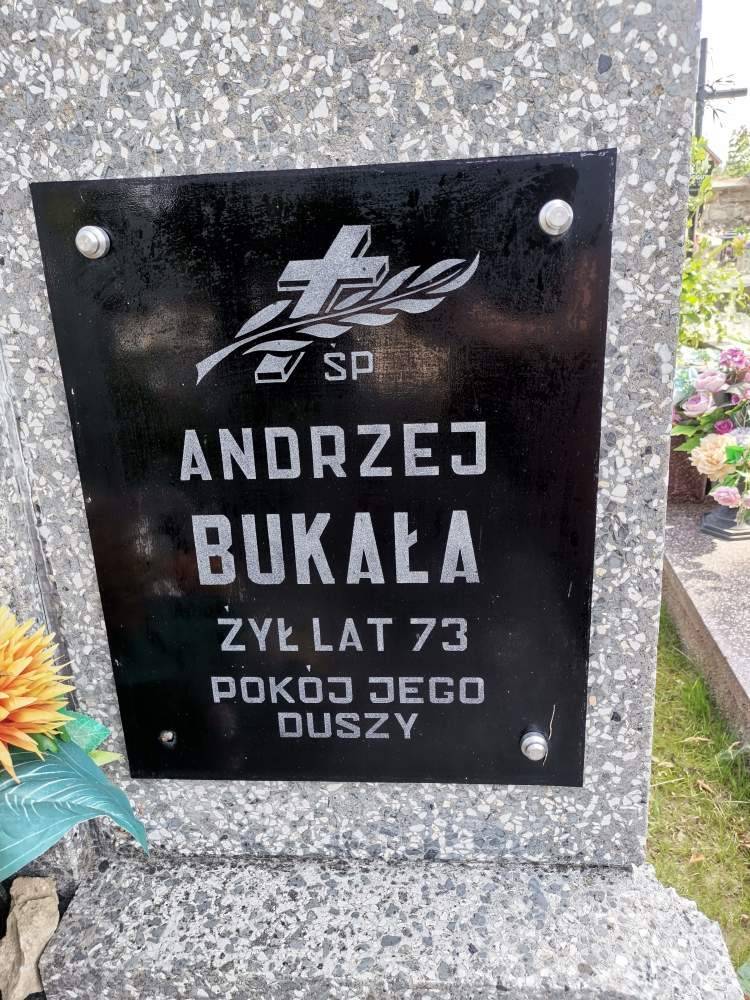 ŚP
ANDRZEJ
BUKAŁA
ŻYŁ LAT 73
POKÓJ JEGO
DUSZY